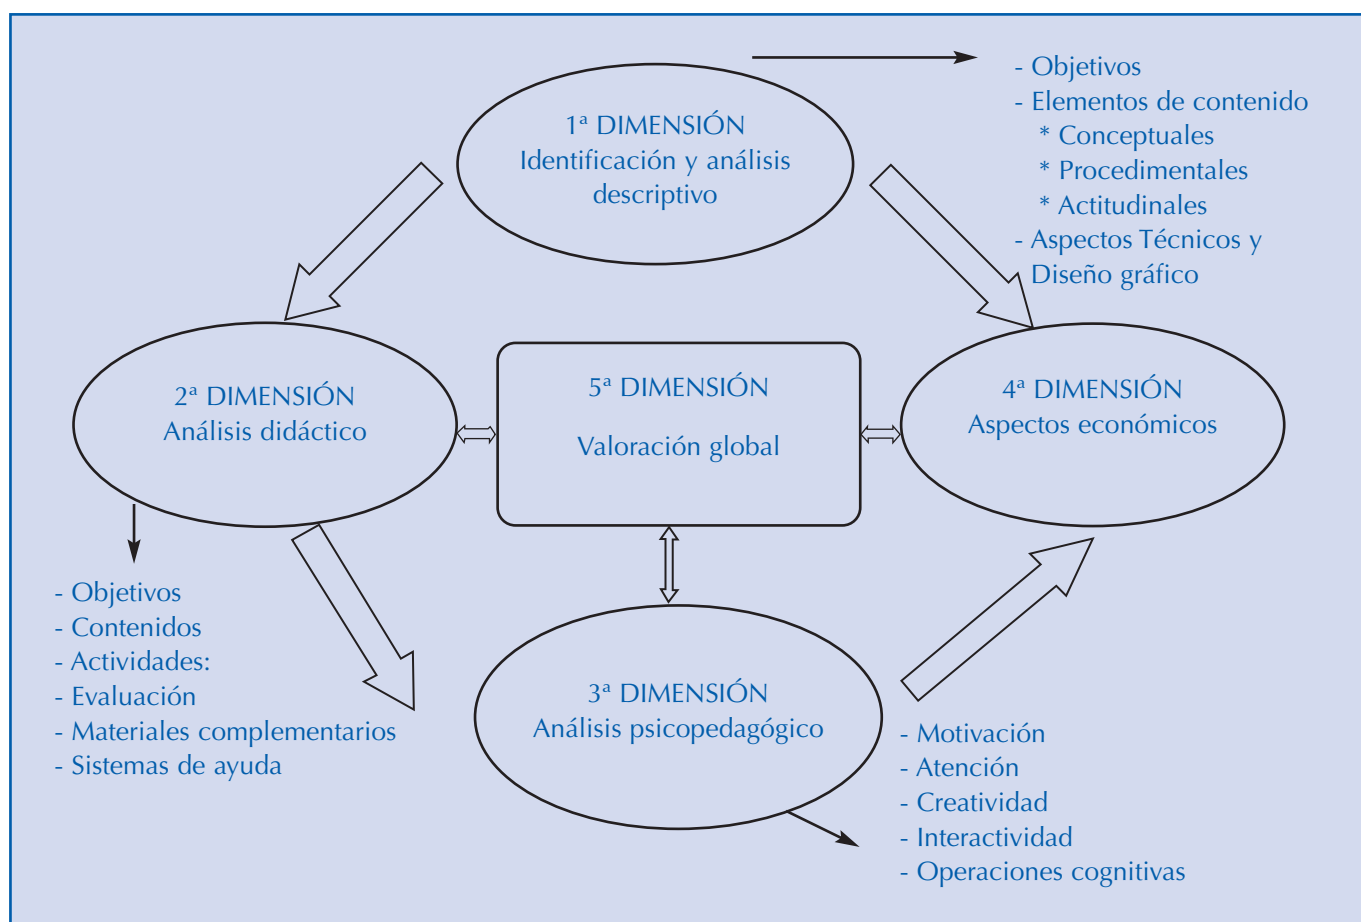 1ª DIMENSIÓN
Identificación y análisis
descriptivo
- Objetivos
- Elementos de contenido
* Conceptuales
* Procedimentales
* Actitudinales
- Aspectos Técnicos y
Diseño gráfico
2ª DIMENSIÓN
Análisis didáctico
5ª DIMENSIÓN
Valoración global
4ª DIMENSIÓN
Aspectos económicos
- Objetivos
- Contenidos
- Actividades:
- Evaluación
- Materiales complementarios
- Sistemas de ayuda
3ª DIMENSIÓN
Análisis psicopedagógico
- Motivación
- Atención
- Creatividad
- Interactividad
- Operaciones cognitivas